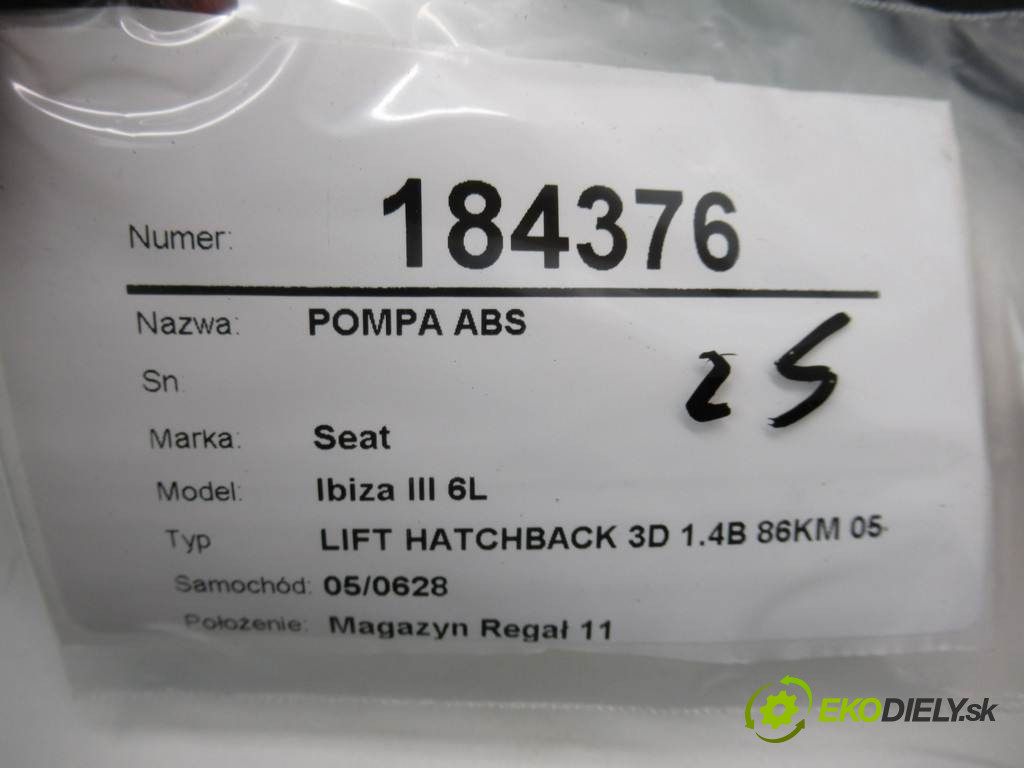 Numer: 184376
Nazwa: POMPA ABS
Sn
25
Marka: Seat
Model: Ibiza III 6L
Typ LIFT HATCHBACK 3D 1.4B 86KM 05-
Samochód: 05/0628
Położenie: Magazyn Regał 11
EKODIELY.sk